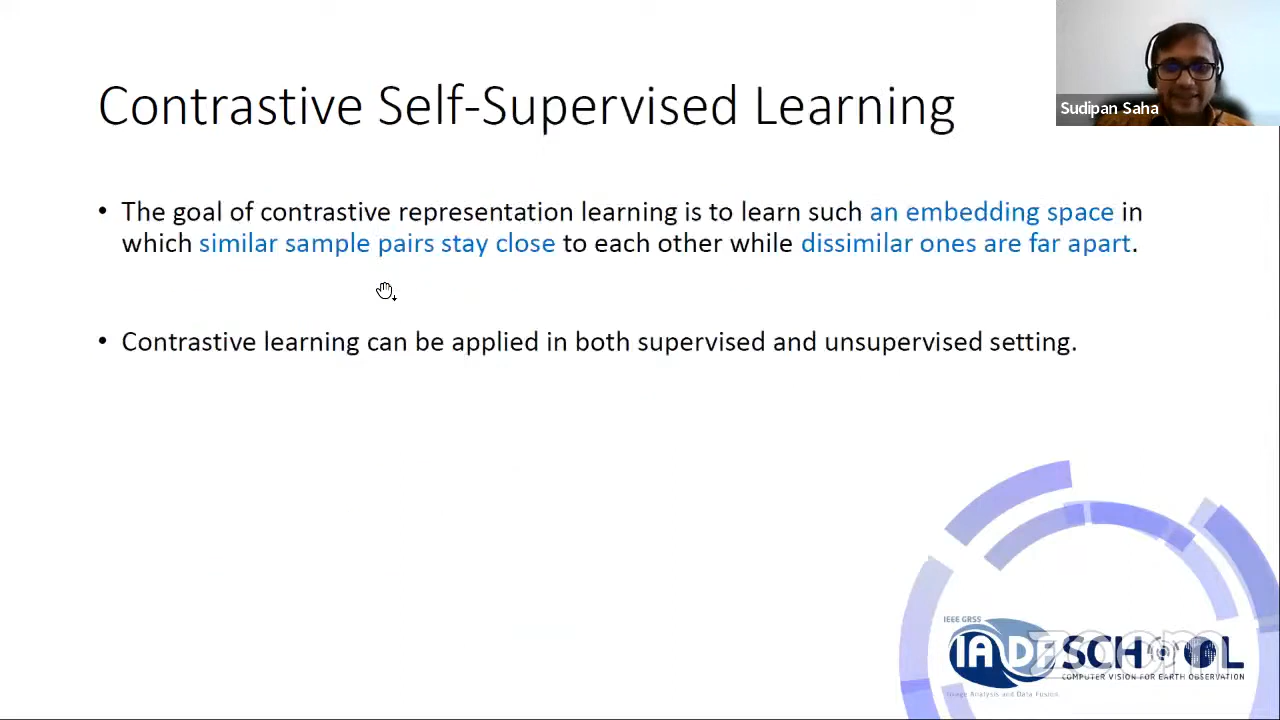 Contrastive Self-Supervised Learning
Sudipan Saha
• The goal of contrastive representation learning is to learn such an embedding space in
which similar sample pairs stay close to each other while dissimilar ones are far apart.
• Contrastive learning can be applied in both supervised and unsupervised setting.
IEEE GRSS
IADF SCHOOL
zoom
COMPUTER VISION FOR EARTH OBSERVATION
Image Analysis and Data Fusion